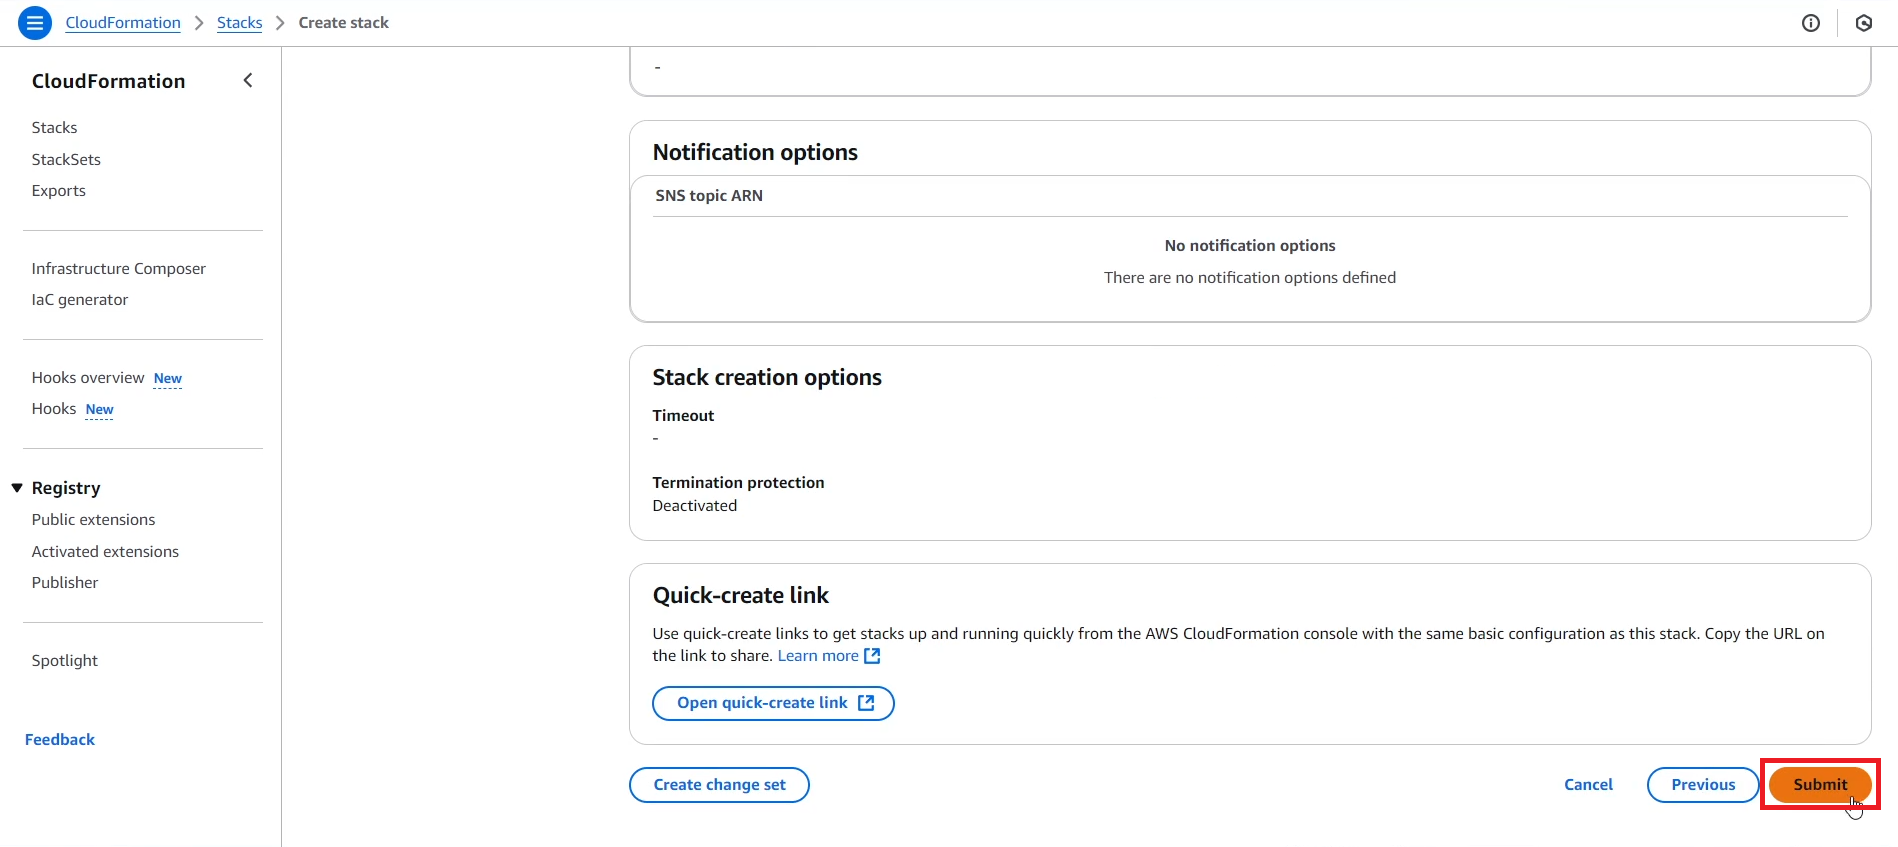 CloudFormation > Stacks > Create stack
CloudFormation
Stacks
StackSets
Exports
Infrastructure Composer
IaC generator
Hooks overview New
Hooks New
Registry
Public extensions
Activated extensions
Publisher
Spotlight
Feedback
-
Notification options
SNS topic ARN
No notification options
There are no notification options defined
Stack creation options
Timeout
-
Termination protection
Deactivated
Quick-create link
Use quick-create links to get stacks up and running quickly from the AWS CloudFormation console with the same basic configuration as this stack. Copy the URL on
the link to share. Learn more
Open quick-create link
Create change set
Cancel
Previous
Submit